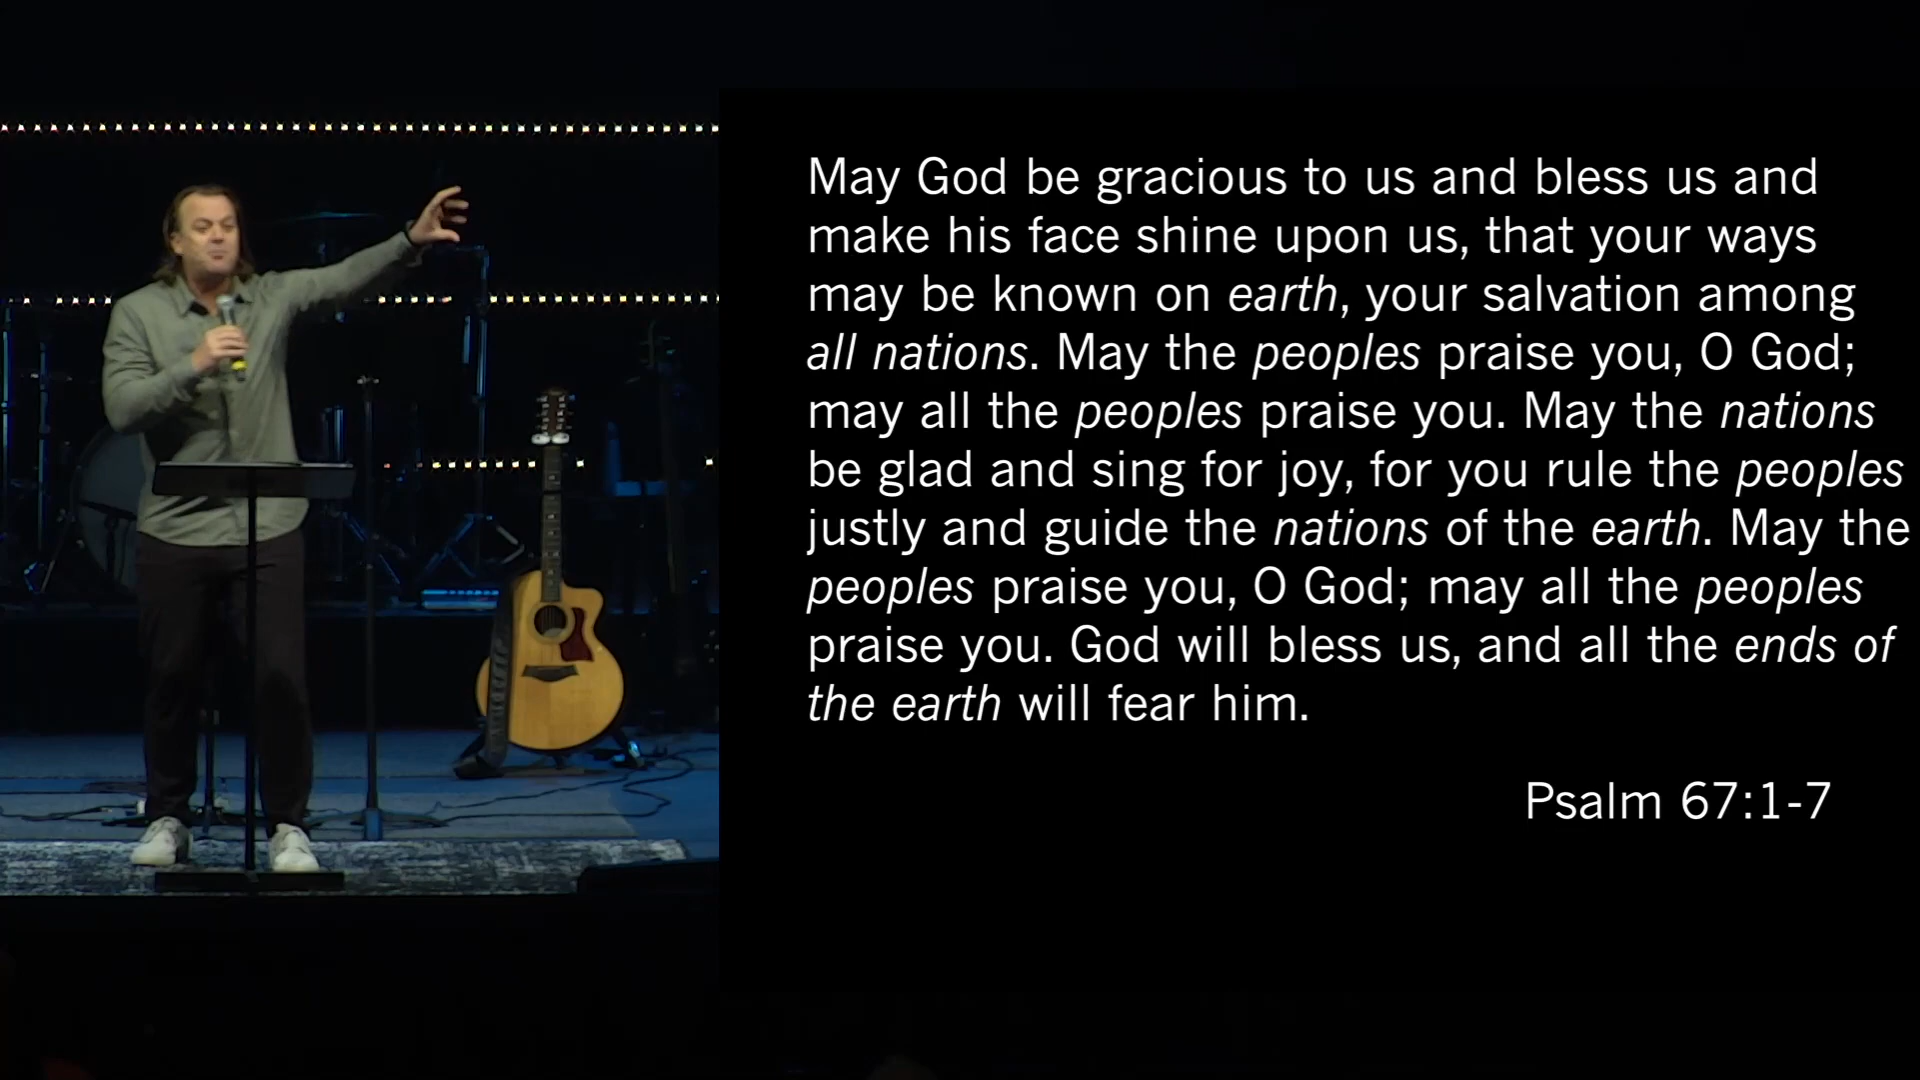 May God be gracious to us and bless us and
make his face shine upon us, that your ways
may be known on earth, your salvation among
all nations. May the peoples praise you, O God;
may all the peoples praise you. May the nations
be glad and sing for joy, for you rule the peoples
justly and guide the nations of the earth. May the
peoples praise you, O God; may all the peoples
praise you. God will bless us, and all the ends of
the earth will fear him.
Psalm 67:1-7